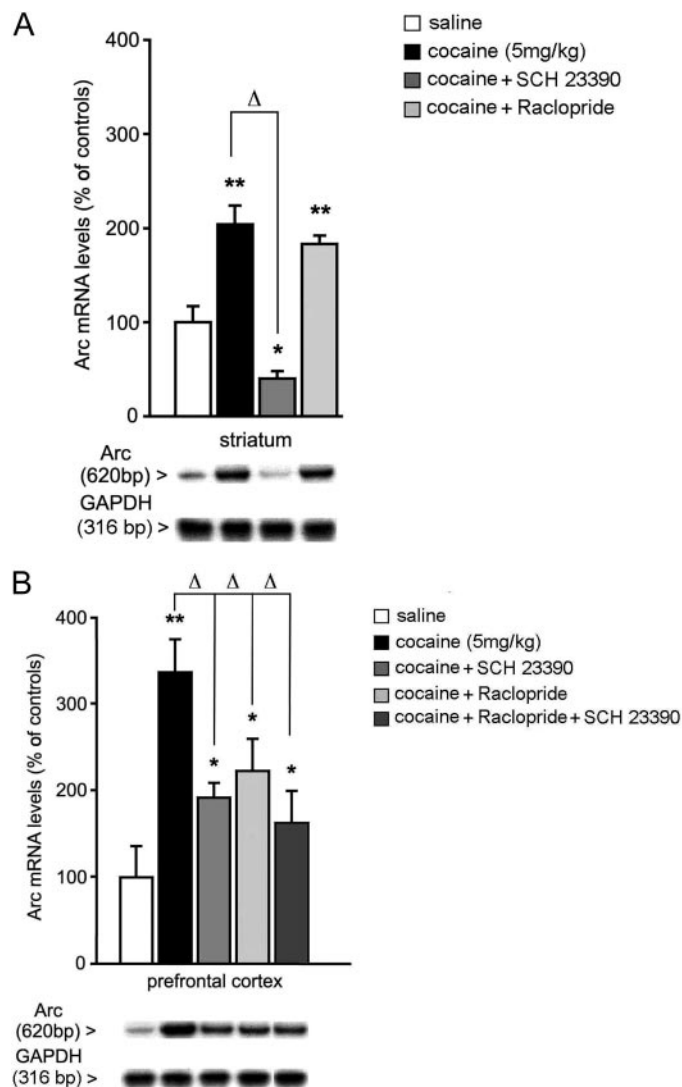 A
saline
cocaine (5mg/kg)
cocaine + SCH 23390
cocaine + Raclopride
Arc mRNA levels (% of controls)
400
300
200
100
0
Δ
**
*
**
striatum
Arc
(620bp) >
GAPDH
(316 bp) >
B
saline
cocaine (5mg/kg)
cocaine + SCH 23390
cocaine + Raclopride
cocaine + Raclopride + SCH 23390
Arc mRNA levels (% of controls)
400
300
200
100
0
Δ Δ Δ
**
*
*
*
prefrontal cortex
Arc
(620bp) >
GAPDH
(316 bp) >